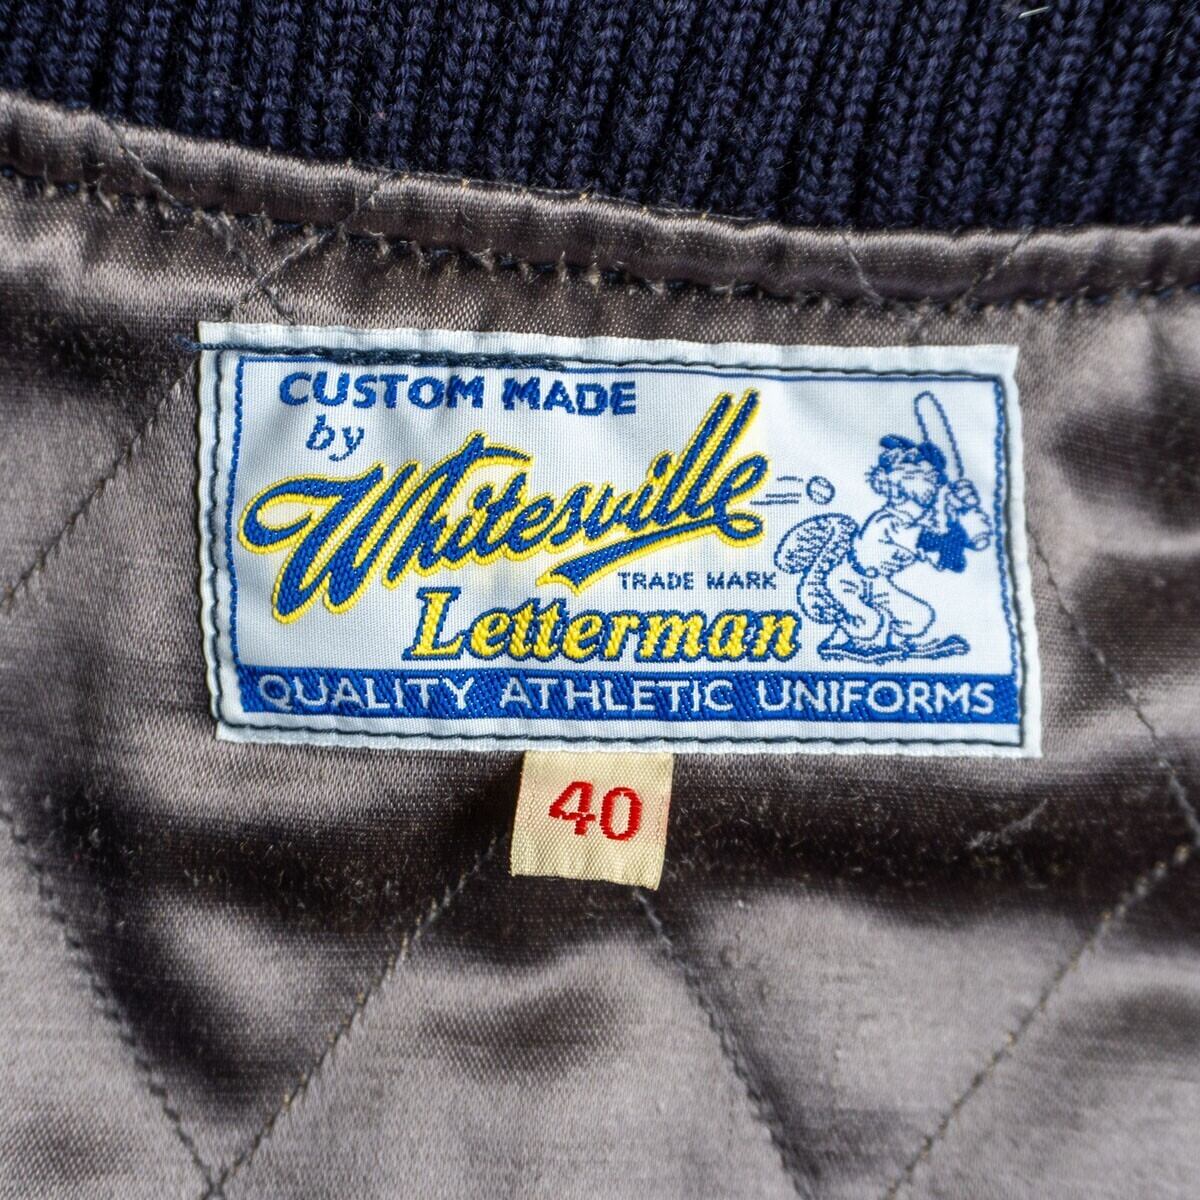 CUSTOM MADE
by
Whitesville
TRADE MARK
Letterman
QUALITY ATHLETIC UNIFORMS
40